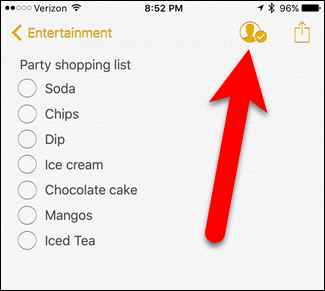 Verizon 8:52 PM 96%
Entertainment
Party shopping list
Soda
Chips
Dip
Ice cream
Chocolate cake
Mangos
Iced Tea